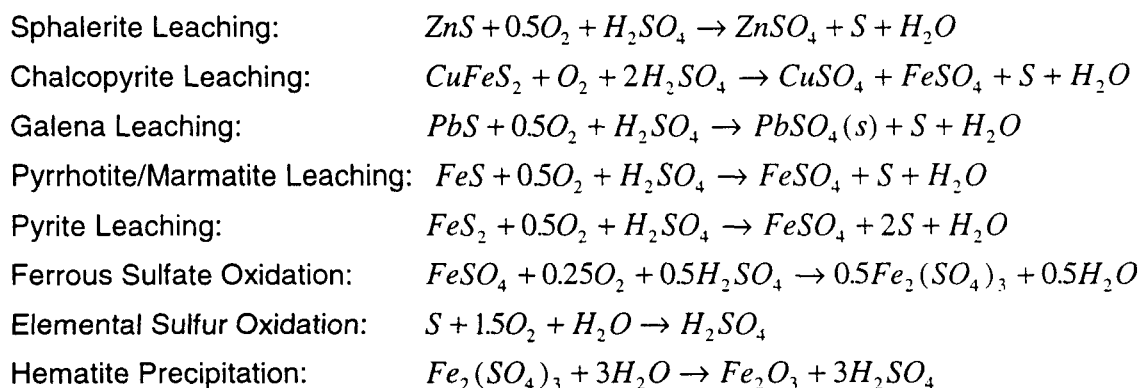 Sphalerite Leaching: ZnS + 0.5O₂ + H₂SO₄ → ZnSO₄ + S + H₂O
Chalcopyrite Leaching: CuFeS₂ + O₂ + 2H₂SO₄ → CuSO₄ + FeSO₄ + S + H₂O
Galena Leaching: PbS + 0.5O₂ + H₂SO₄ → PbSO₄(s) + S + H₂O
Pyrrhotite/Marmatite Leaching: FeS + 0.5O₂ + H₂SO₄ → FeSO₄ + S + H₂O
Pyrite Leaching: FeS₂ + 0.5O₂ + H₂SO₄ → FeSO₄ + 2S + H₂O
Ferrous Sulfate Oxidation: FeSO₄ + 0.25O₂ + 0.5H₂SO₄ → 0.5Fe₂(SO₄)₃ + 0.5H₂O
Elemental Sulfur Oxidation: S + 1.5O₂ + H₂O → H₂SO₄
Hematite Precipitation: Fe₂(SO₄)₃ + 3H₂O → Fe₂O₃ + 3H₂SO₄